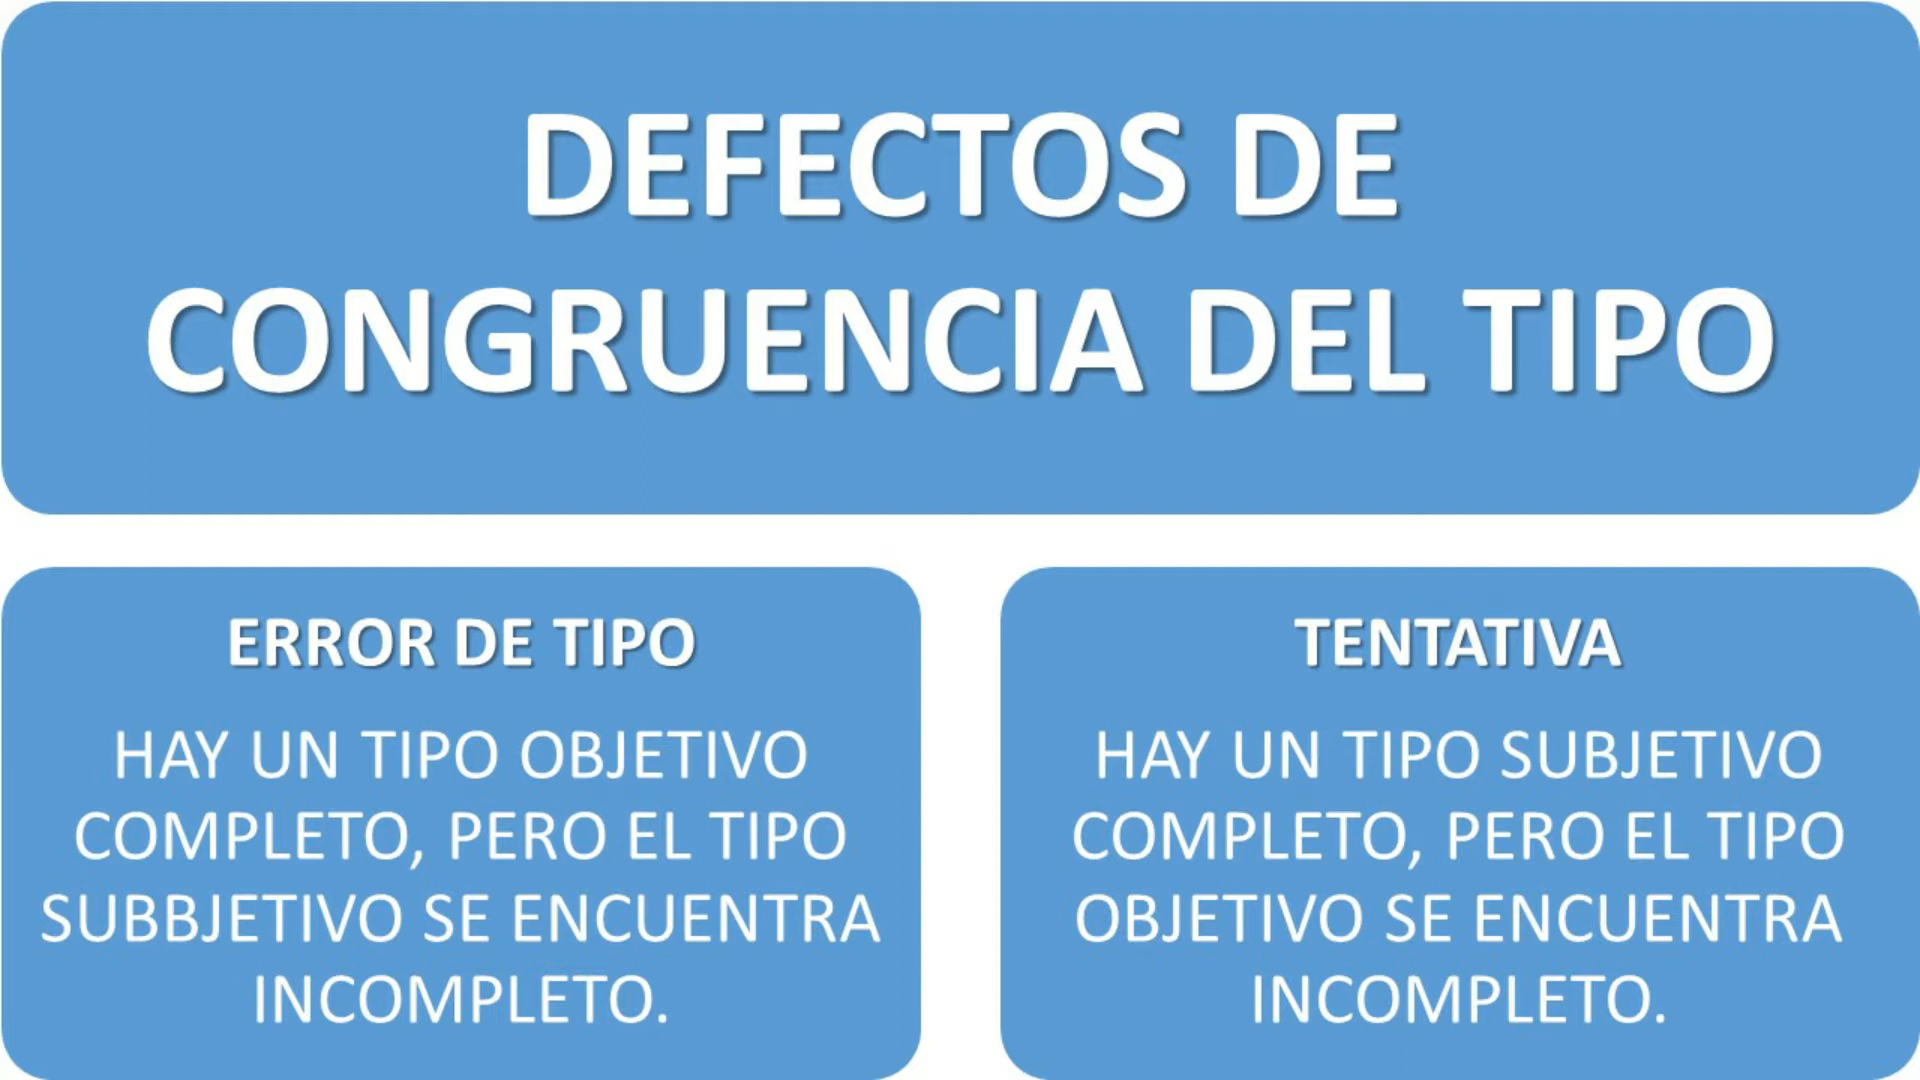 DEFECTOS DE
CONGRUENCIA DEL TIPO
ERROR DE TIPO
HAY UN TIPO OBJETIVO
COMPLETO, PERO EL TIPO
SUBBJETIVO SE ENCUENTRA
INCOMPLETO.
TENTATIVA
HAY UN TIPO SUBJETIVO
COMPLETO, PERO EL TIPO
OBJETIVO SE ENCUENTRA
INCOMPLETO.